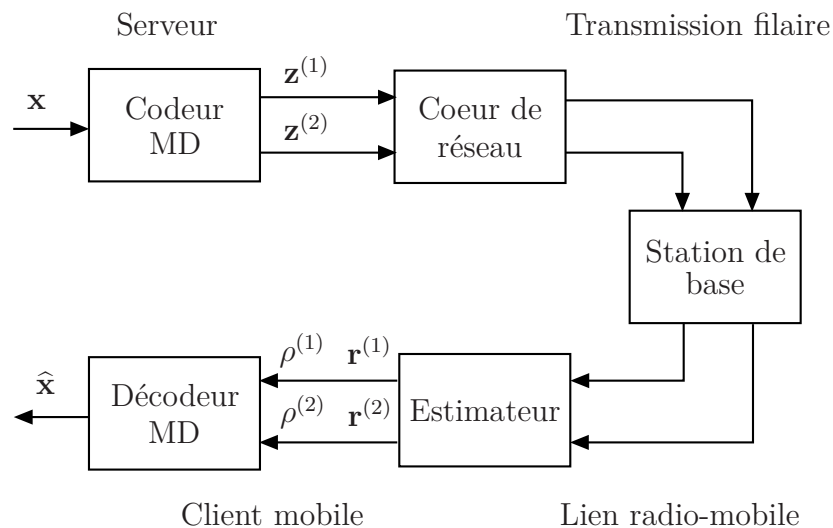 Serveur
Transmission filaire
x
Codeur
MD
z^(1)
z^(2)
Coeur de
réseau
Station de
base
x̂
Décodeur
MD
ρ^(1) r^(1)
ρ^(2) r^(2)
Estimateur
Client mobile
Lien radio-mobile